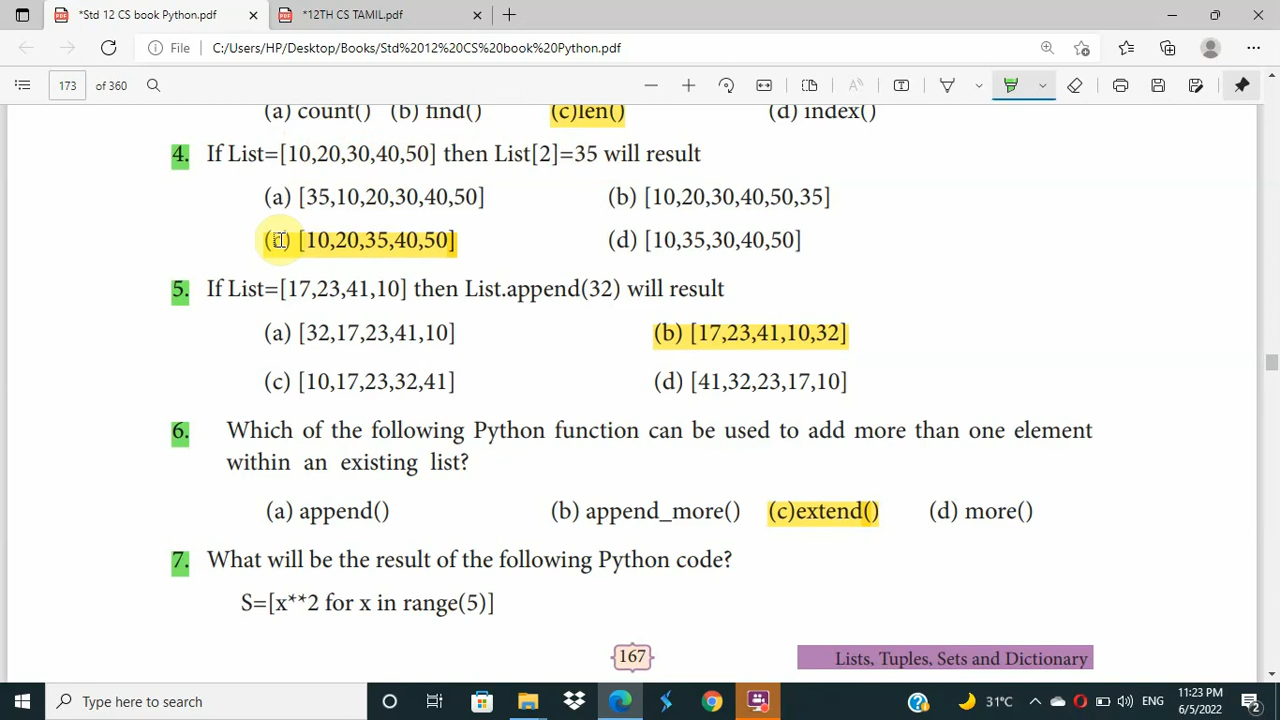 *Std 12 CS book Python.pdf
*12TH CS TAMIL.pdf
File C:/Users/HP/Desktop/Books/Std%2012%20CS%20book%20Python.pdf
173 of 360
(a) count() (b) find() (c)len() (d) index()
4. If List=[10,20,30,40,50] then List[2]=35 will result
(a) [35,10,20,30,40,50] (b) [10,20,30,40,50,35]
(c) [10,20,35,40,50] (d) [10,35,30,40,50]
5. If List=[17,23,41,10] then List.append(32) will result
(a) [32,17,23,41,10] (b) [17,23,41,10,32]
(c) [10,17,23,32,41] (d) [41,32,23,17,10]
6. Which of the following Python function can be used to add more than one element
within an existing list?
(a) append() (b) append_more() (c)extend() (d) more()
7. What will be the result of the following Python code?
S=[x**2 for x in range(5)]
167 Lists, Tuples, Sets and Dictionary
Type here to search
31°C ENG 11:23 PM
6/5/2022 2